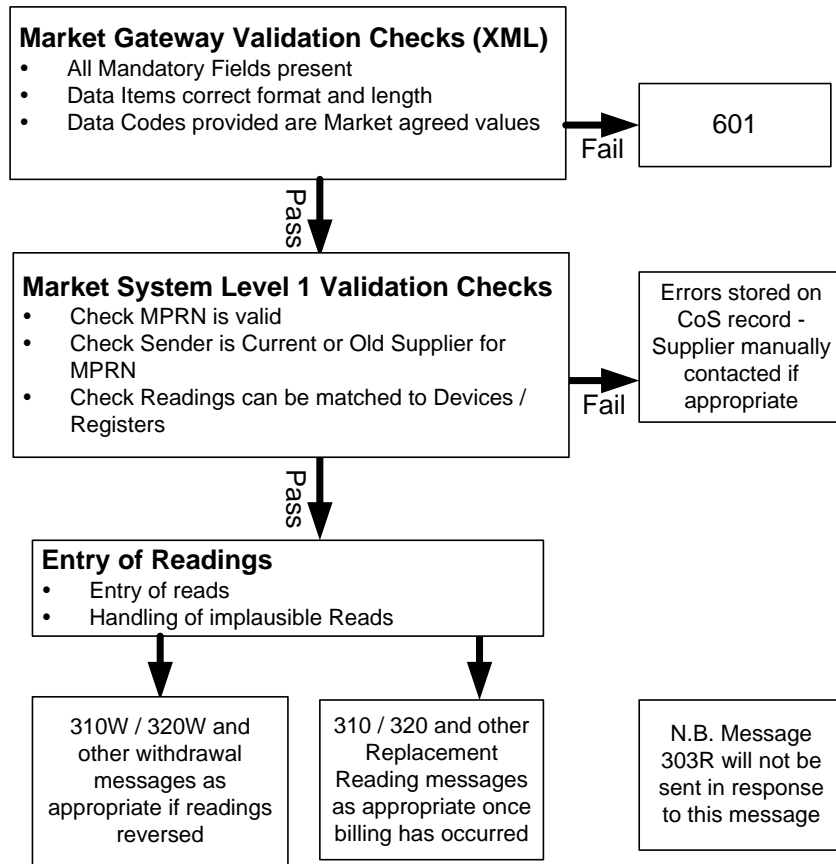 Market Gateway Validation Checks (XML)
• All Mandatory Fields present
• Data Items correct format and length
• Data Codes provided are Market agreed values
Fail
601
Pass
Market System Level 1 Validation Checks
• Check MPRN is valid
• Check Sender is Current or Old Supplier for
MPRN
• Check Readings can be matched to Devices /
Registers
Fail
Errors stored on
CoS record -
Supplier manually
contacted if
appropriate
Pass
Entry of Readings
• Entry of reads
• Handling of implausible Reads
310W / 320W and
other withdrawal
messages as
appropriate if readings
reversed
310 / 320 and other
Replacement
Reading messages
as appropriate once
billing has occurred
N.B. Message
303R will not be
sent in response
to this message